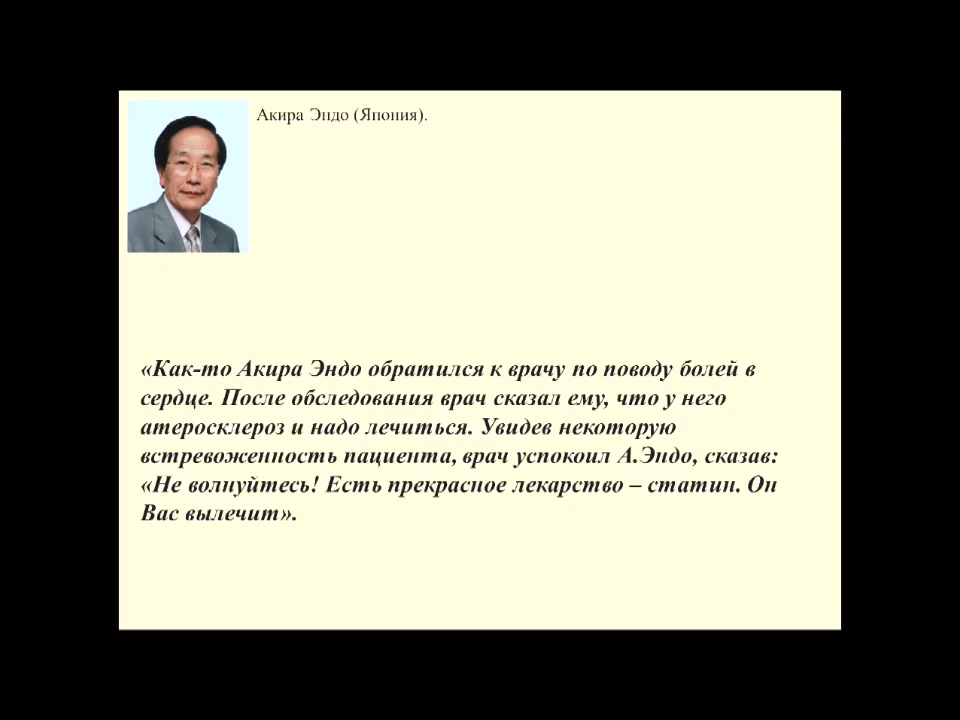 Акира Эндо (Япония).
«Как-то Акира Эндо обратился к врачу по поводу болей в
сердце. После обследования врач сказал ему, что у него
атеросклероз и надо лечиться. Увидев некоторую
встревоженность пациента, врач успокоил А.Эндо, сказав:
«Не волнуйтесь! Есть прекрасное лекарство – статин. Он
Вас вылечит».